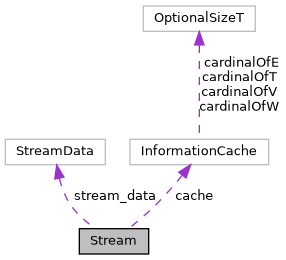 OptionalSizeT
cardinalOfE
cardinalOfT
cardinalOfV
cardinalOfW
StreamData
InformationCache
stream_data
cache
Stream